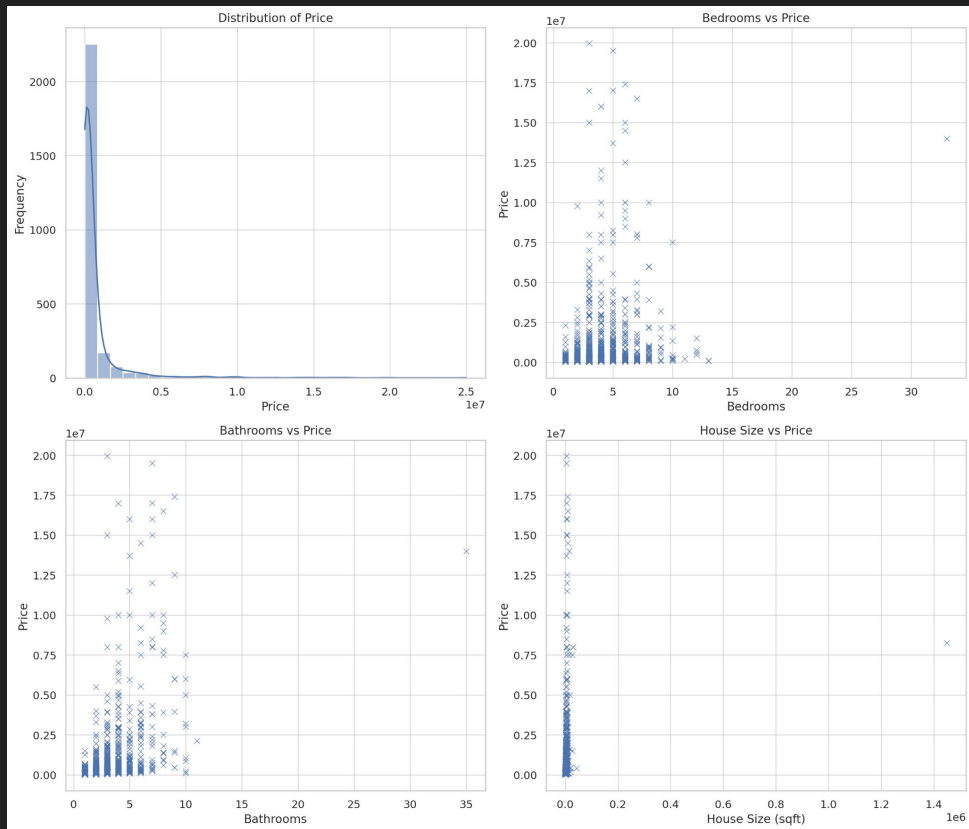 Distribution of Price
Frequency
2000
1500
1000
500
0
0.0 0.5 1.0 1.5 2.0 2.5
1e7
Price
Bedrooms vs Price
1e7
Price
2.00
1.75
1.50
1.25
1.00
0.75
0.50
0.25
0.00
0 5 10 15 20 25 30
Bedrooms
Bathrooms vs Price
1e7
Price
2.00
1.75
1.50
1.25
1.00
0.75
0.50
0.25
0.00
0 5 10 15 20 25 30 35
Bathrooms
House Size vs Price
1e7
Price
2.00
1.75
1.50
1.25
1.00
0.75
0.50
0.25
0.00
0.0 0.2 0.4 0.6 0.8 1.0 1.2 1.4
1e6
House Size (sqft)